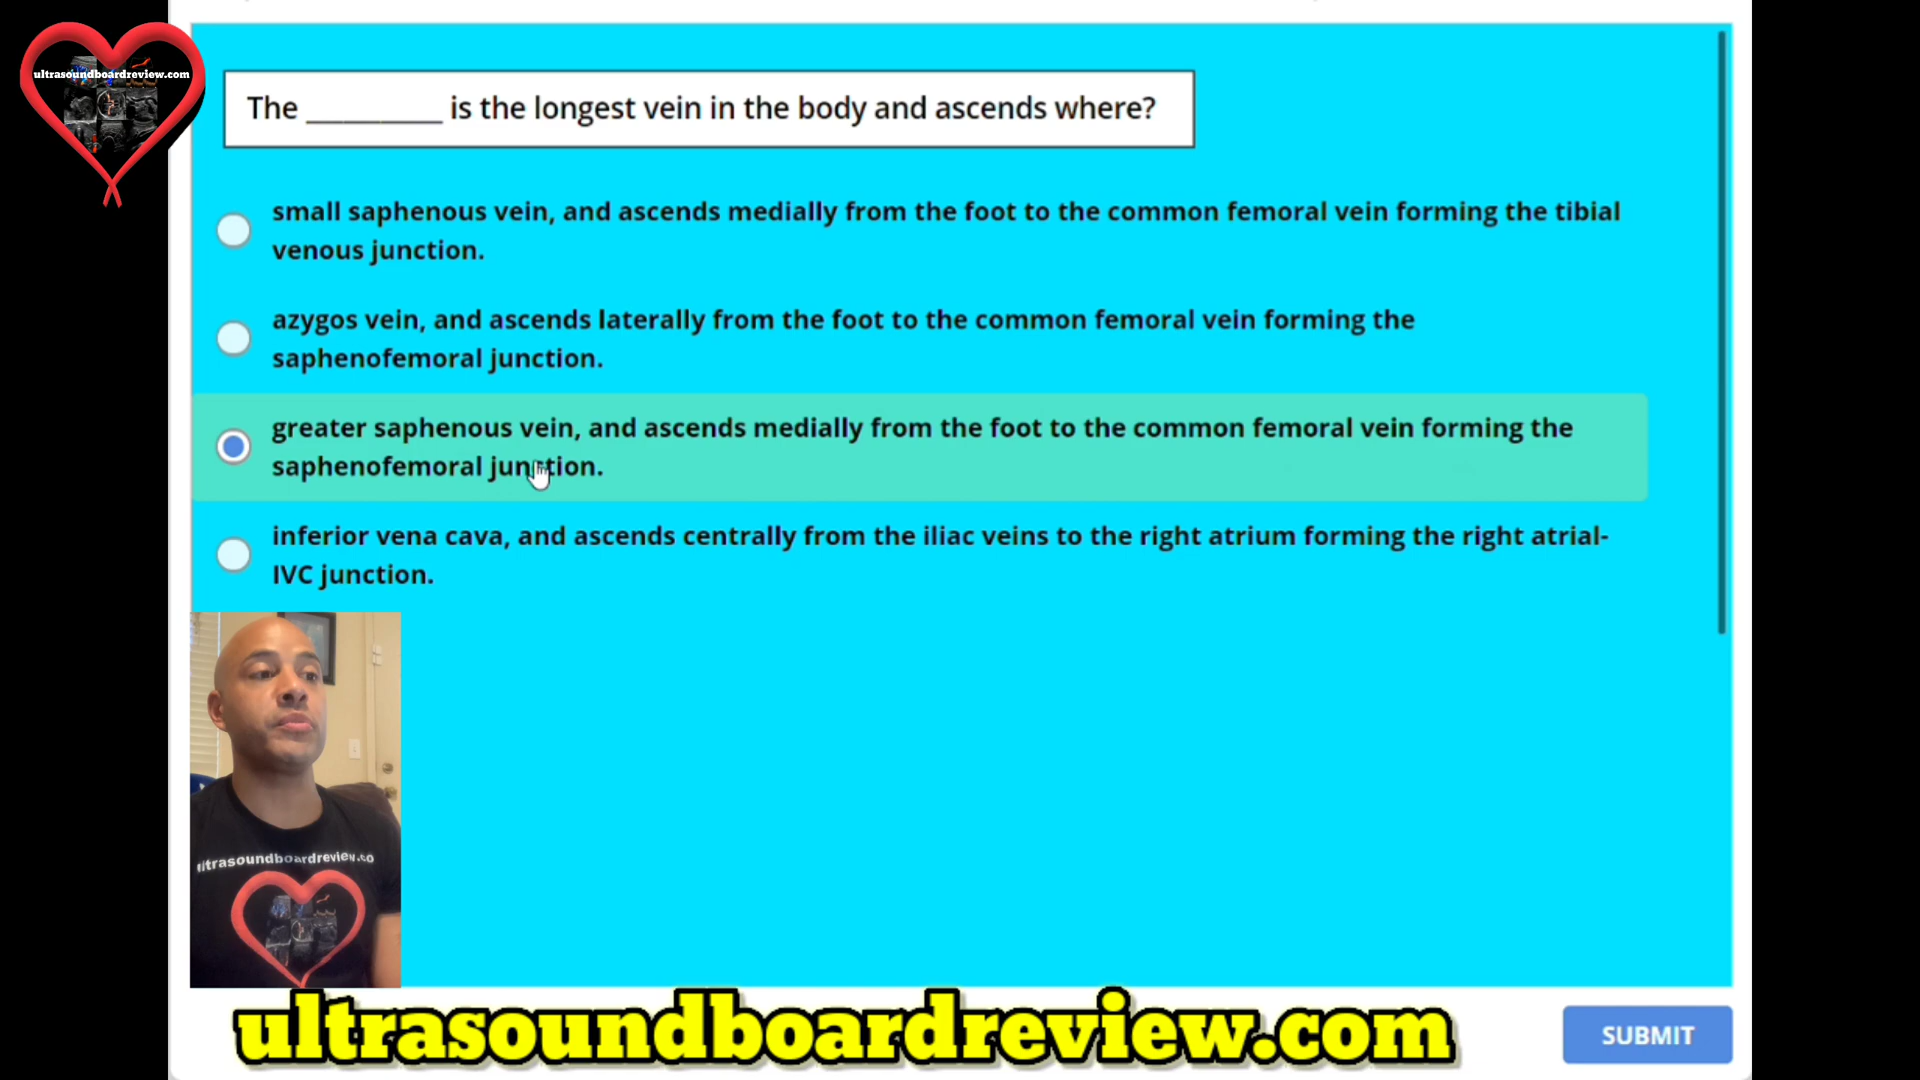 ultrasoundboardreview.com
The __________ is the longest vein in the body and ascends where?
small saphenous vein, and ascends medially from the foot to the common femoral vein forming the tibial
venous junction.
azygos vein, and ascends laterally from the foot to the common femoral vein forming the
saphenofemoral junction.
greater saphenous vein, and ascends medially from the foot to the common femoral vein forming the
saphenofemoral junction.
inferior vena cava, and ascends centrally from the iliac veins to the right atrium forming the right atrial-
IVC junction.
ultrasoundboardreview.co
ultrasoundboardreview.com
SUBMIT